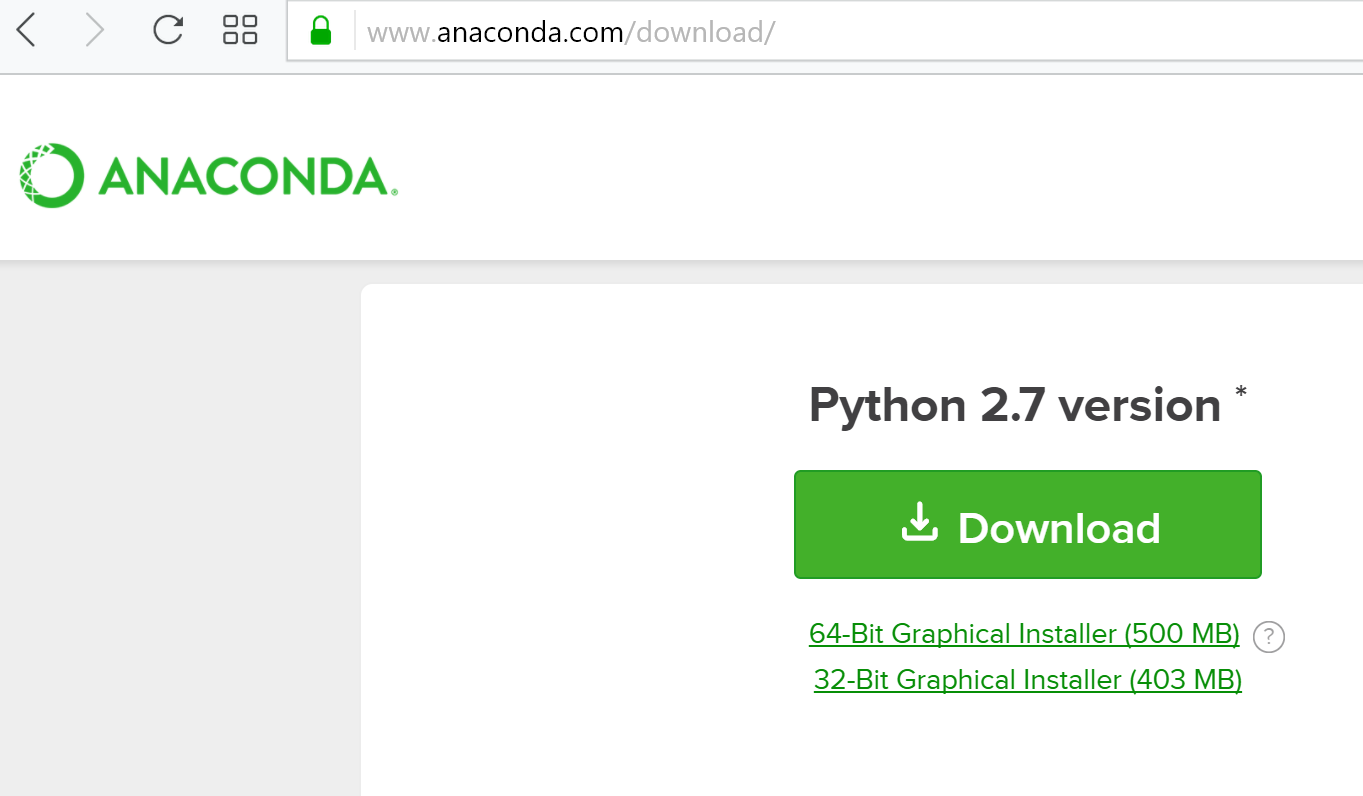 www.anaconda.com/download/
ANACONDA®
Python 2.7 version *
Download
64-Bit Graphical Installer (500 MB) ?
32-Bit Graphical Installer (403 MB)